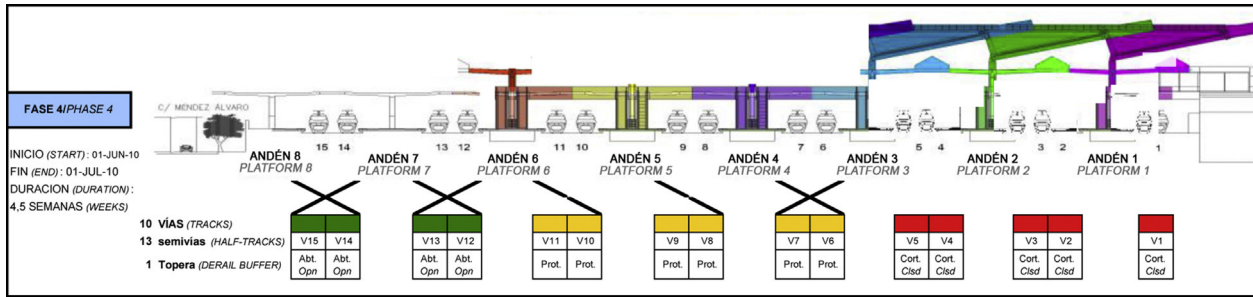 FASE 4/PHASE 4
INICIO (START): 01-JUN-10
FIN (END): 01-JUL-10
DURACION (DURATION):
4,5 SEMANAS (WEEKS)
C/ MENDEZ ALVARO
15 14 13 12 11 10 9 8 7 6 5 4 3 2 1
ANDÉN 8 ANDÉN 7 ANDÉN 6 ANDÉN 5 ANDÉN 4 ANDÉN 3 ANDÉN 2 ANDÉN 1
PLATFORM 8 PLATFORM 7 PLATFORM 6 PLATFORM 5 PLATFORM 4 PLATFORM 3 PLATFORM 2 PLATFORM 1
10 VÍAS (TRACKS)
13 semivias (HALF-TRACKS) V15 V14 V13 V12 V11 V10 V9 V8 V7 V6 V5 V4 V3 V2 V1
1 Topera (DERAIL BUFFER) Abt. Abt. Abt. Abt. Prot. Prot. Prot. Prot. Prot. Prot. Cort. Cort. Cort. Cort. Cort.
Opn Opn Opn Opn Clsd Clsd Clsd Clsd Clsd